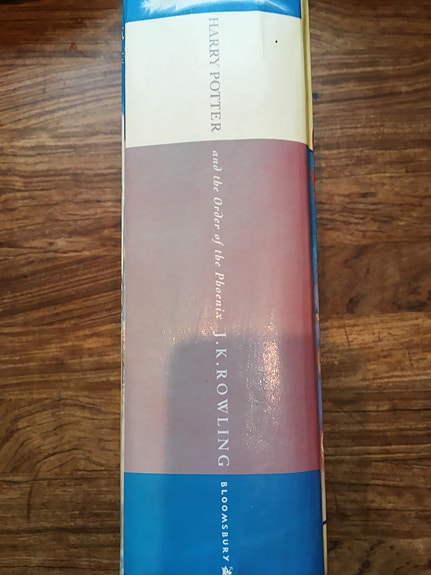 HARRY POTTER
and the Order of the Phoenix
J.K.ROWLING
BLOOMSBURY